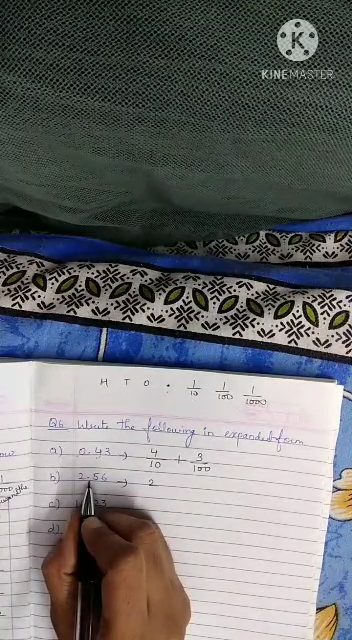 K
KINEMASTER
H T O . 1/10 1/100 1/1000
Q6 Write the following in expanded form
a) 0.43 → 4/10 + 3/100
b) 2.56 → 2
c) 33
d)